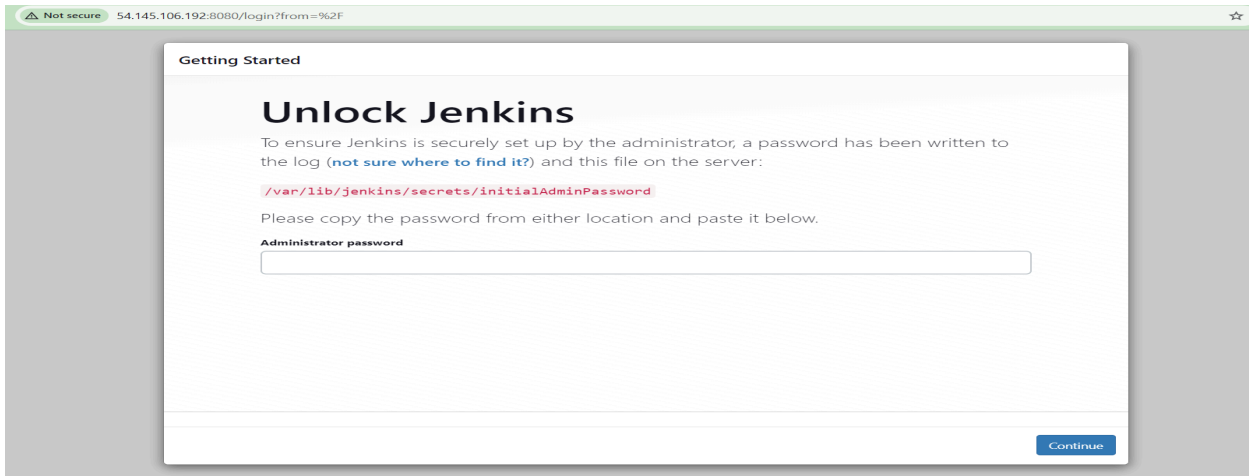 Not secure 54.145.106.192:8080/login?from=%2F
Getting Started
Unlock Jenkins
To ensure Jenkins is securely set up by the administrator, a password has been written to
the log (not sure where to find it?) and this file on the server:
/var/lib/jenkins/secrets/initialAdminPassword
Please copy the password from either location and paste it below.
Administrator password
Continue